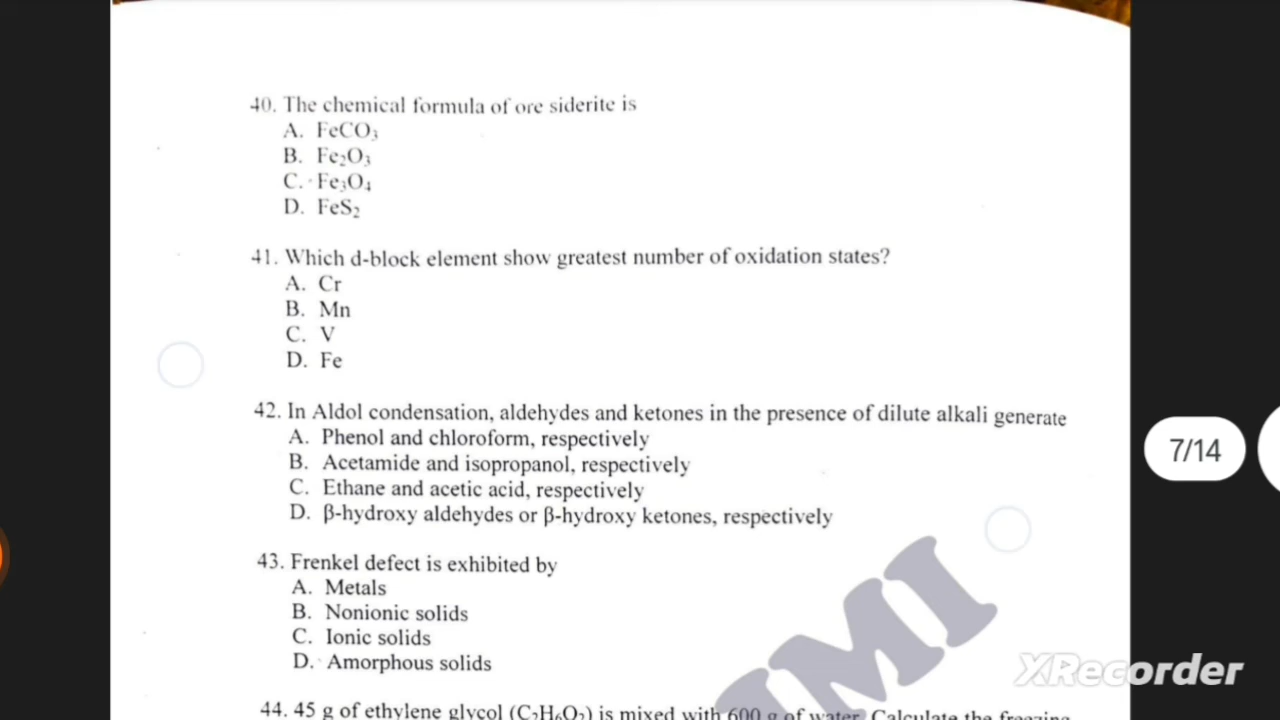 40. The chemical formula of ore siderite is
A. FeCO₃
B. Fe₂O₃
C. Fe₃O₄
D. FeS₂
41. Which d-block element show greatest number of oxidation states?
A. Cr
B. Mn
C. V
D. Fe
42. In Aldol condensation, aldehydes and ketones in the presence of dilute alkali generate
A. Phenol and chloroform, respectively
B. Acetamide and isopropanol, respectively
C. Ethane and acetic acid, respectively
D. β-hydroxy aldehydes or β-hydroxy ketones, respectively
7/14
43. Frenkel defect is exhibited by
A. Metals
B. Nonionic solids
C. Ionic solids
D. Amorphous solids
IMI
XRecorder
44. 45 g of ethylene glycol (C₂H₆O₂) is mixed with 600 g of water. Calculate the freezing